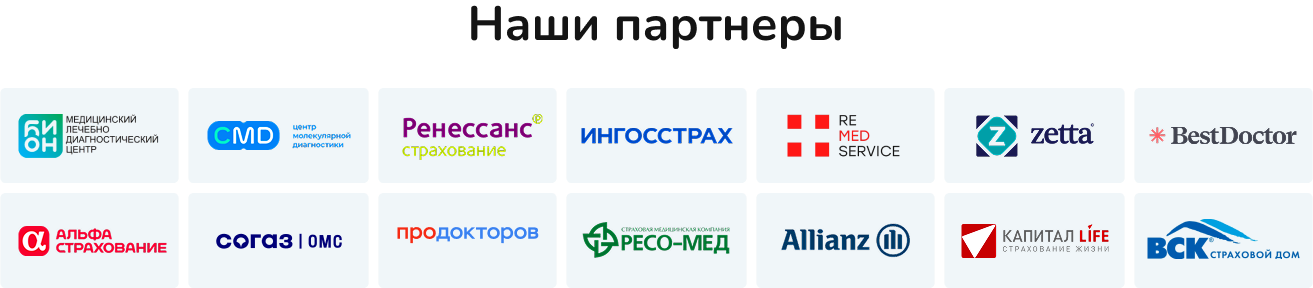 Наши партнеры
БИОН
МЕДИЦИНСКИЙ
ЛЕЧЕБНО
ДИАГНОСТИЧЕСКИЙ
ЦЕНТР
CMD
центр
молекулярной
диагностики
Ренессанс®
страхование
ИНГОССТРАХ
RE
MED
SERVICE
Z
zetta®
BestDoctor
α
АЛЬФА
СТРАХОВАНИЕ
согаз | ОМС
продокторов
СТРАХОВАЯ МЕДИЦИНСКАЯ КОМПАНИЯ
РЕСО-МЕД
Allianz
КАПИТАЛ LIFE
СТРАХОВАНИЕ ЖИЗНИ
ВСК® СТРАХОВОЙ ДОМ